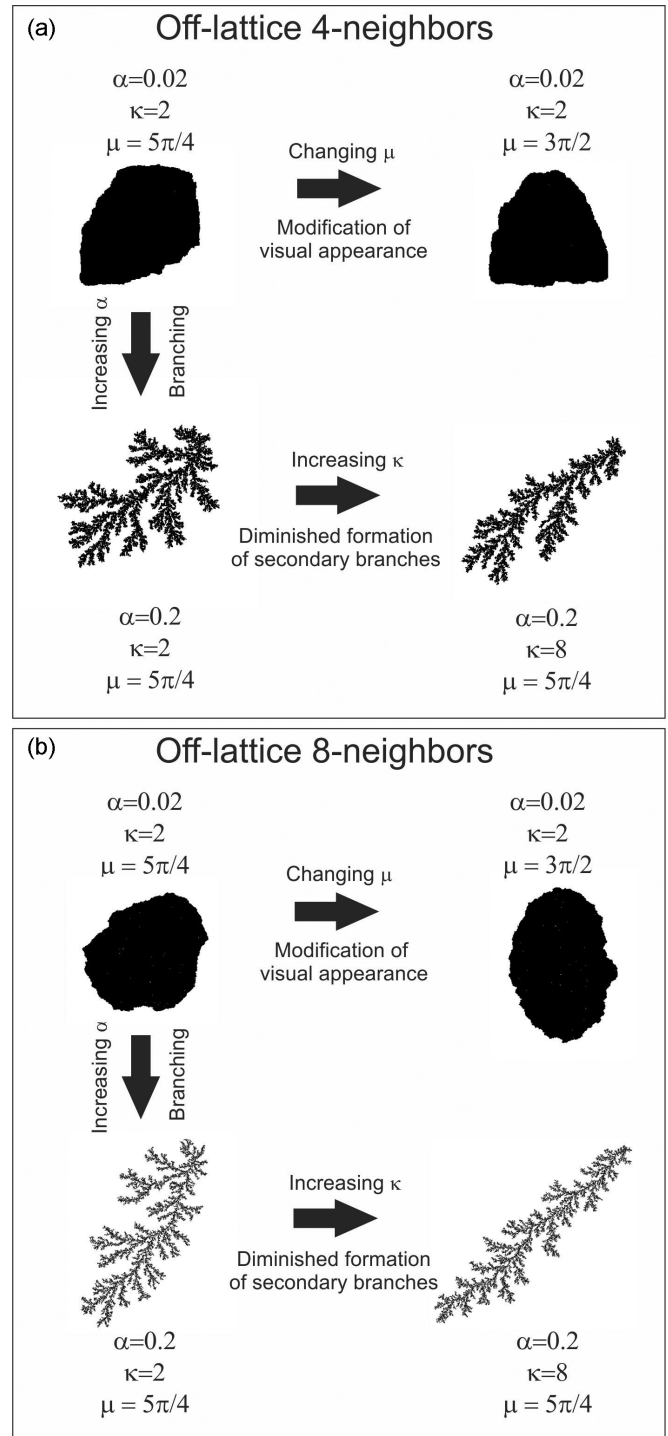 (a)
Off-lattice 4-neighbors
α=0.02
κ=2
μ = 5π/4
Changing μ
Modification of
visual appearance
α=0.02
κ=2
μ = 3π/2
Increasing α
Branching
Increasing κ
Diminished formation
of secondary branches
α=0.2
κ=2
μ = 5π/4
α=0.2
κ=8
μ = 5π/4
(b)
Off-lattice 8-neighbors
α=0.02
κ=2
μ = 5π/4
Changing μ
Modification of
visual appearance
α=0.02
κ=2
μ = 3π/2
Increasing α
Branching
Increasing κ
Diminished formation
of secondary branches
α=0.2
κ=2
μ = 5π/4
α=0.2
κ=8
μ = 5π/4